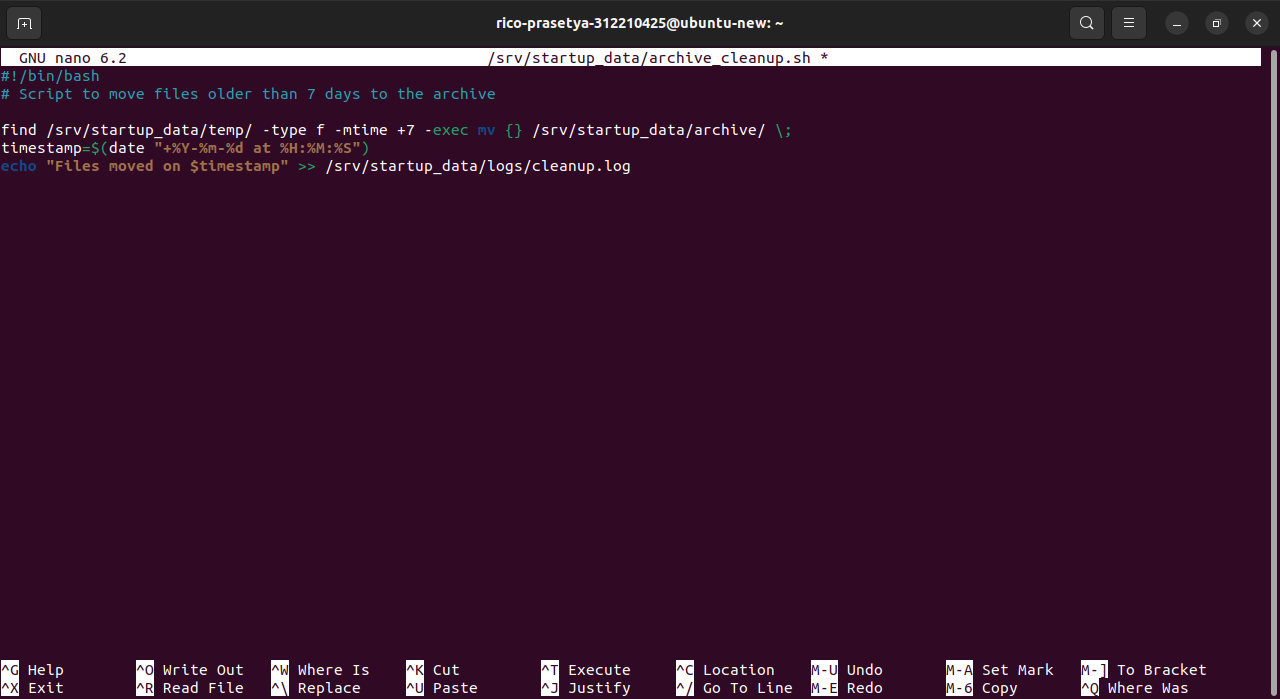 rico-prasetya-312210425@ubuntu-new: ~
GNU nano 6.2 /srv/startup_data/archive_cleanup.sh *
#!/bin/bash
# Script to move files older than 7 days to the archive
find /srv/startup_data/temp/ -type f -mtime +7 -exec mv {} /srv/startup_data/archive/ \;
timestamp=$(date "+%Y-%m-%d at %H:%M:%S")
echo "Files moved on $timestamp" >> /srv/startup_data/logs/cleanup.log
^G Help ^O Write Out ^W Where Is ^K Cut ^T Execute ^C Location M-U Undo M-A Set Mark M-] To Bracket
^X Exit ^R Read File ^\ Replace ^U Paste ^J Justify ^/ Go To Line M-E Redo M-6 Copy ^Q Where Was